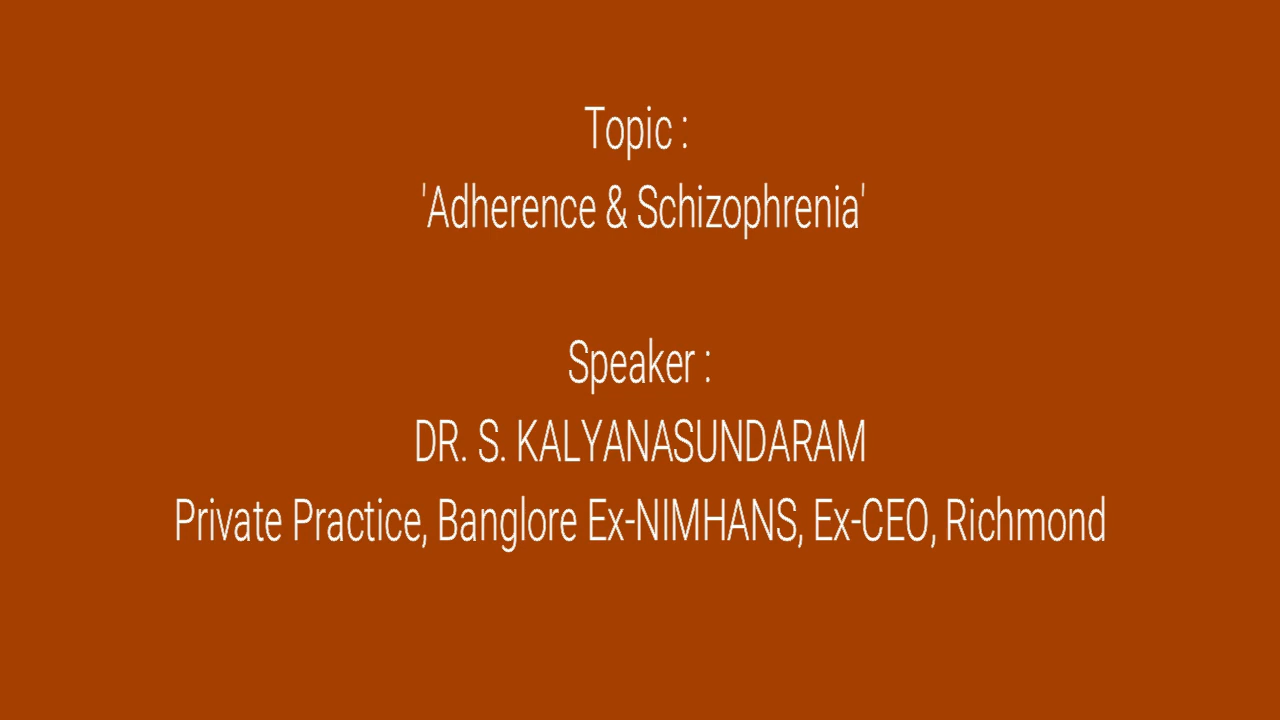 Topic :
'Adherence & Schizophrenia'
Speaker :
DR. S. KALYANASUNDARAM
Private Practice, Banglore Ex-NIMHANS, Ex-CEO, Richmond